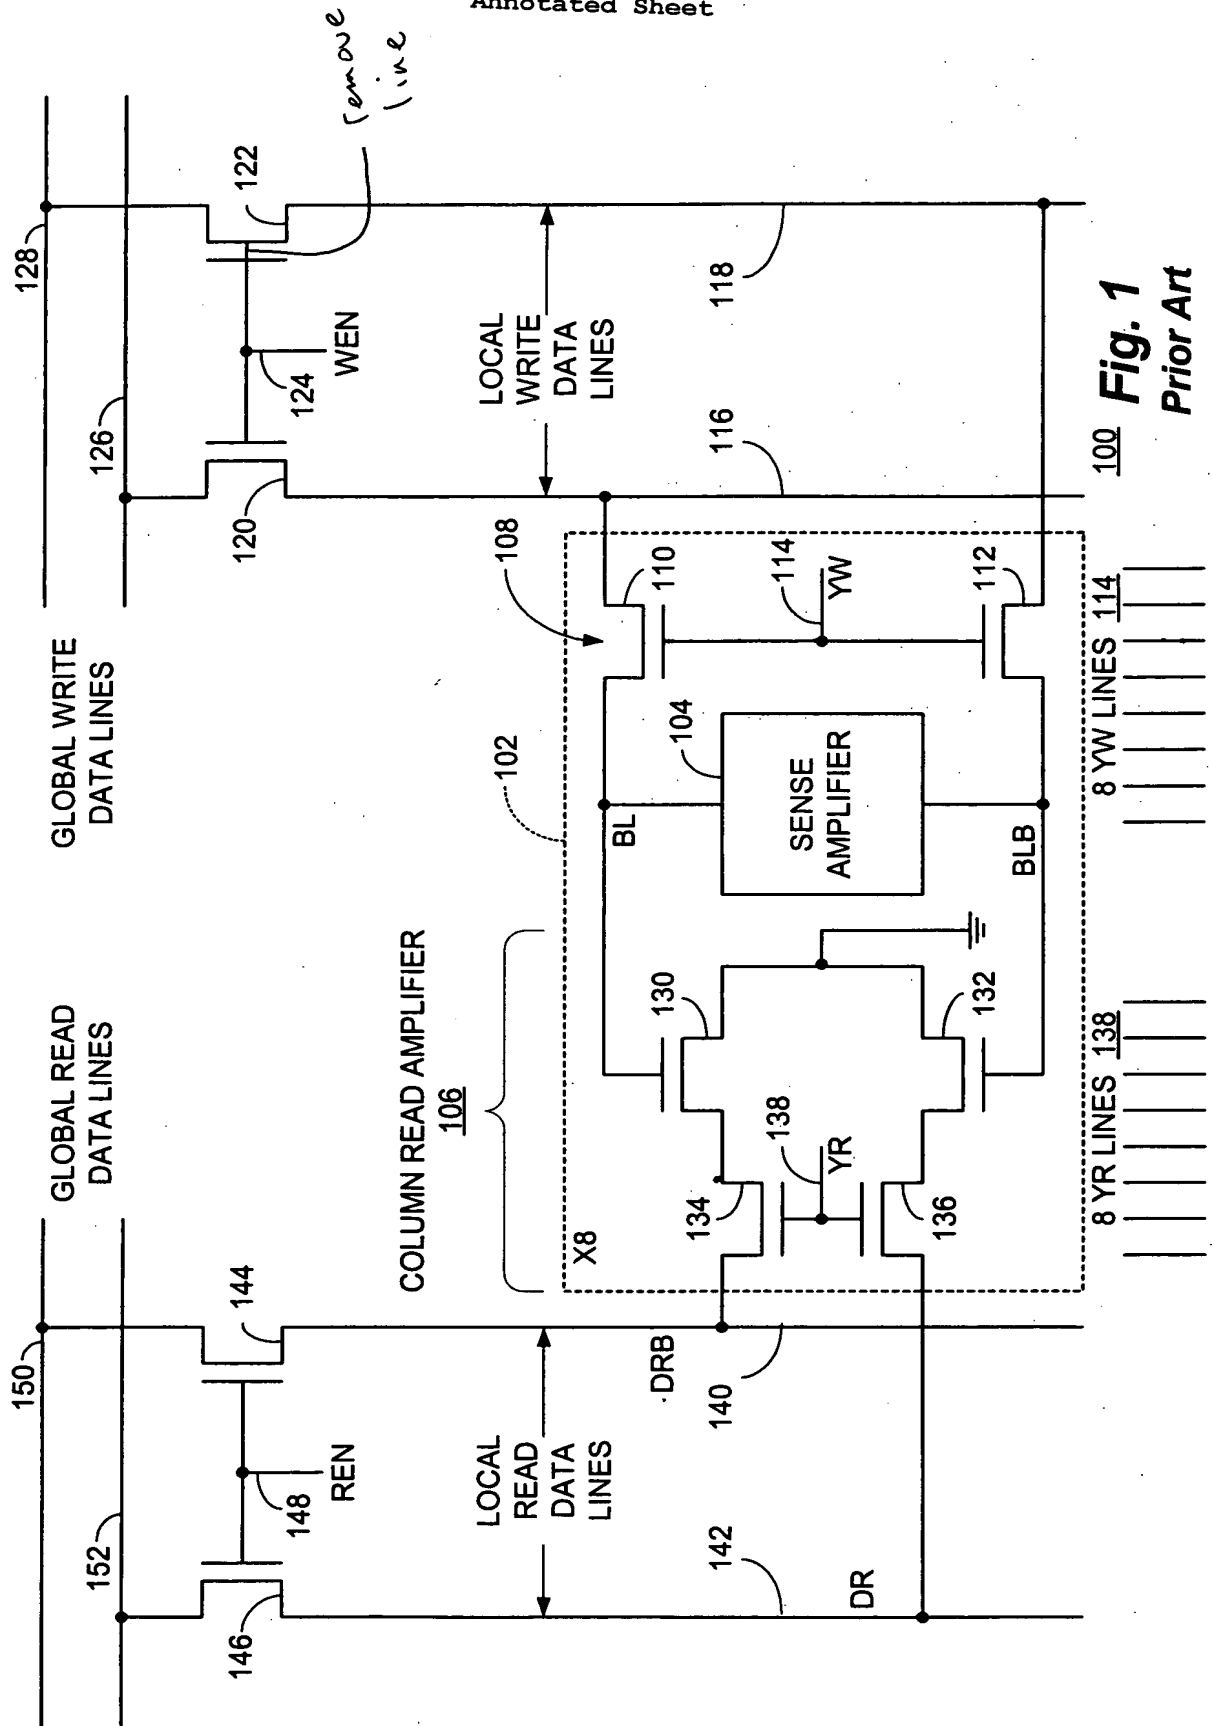 Annotated Sheet
remove
line
GLOBAL READ
DATA LINES
GLOBAL WRITE
DATA LINES
150
152
144
146
148
REN
128
126
122
120
124
WEN
LOCAL
READ
DATA
LINES
LOCAL
WRITE
DATA
LINES
COLUMN READ AMPLIFIER
106
102
108
X8
DRB
140
142
DR
134
136
138
YR
130
132
BL
BLB
104
SENSE
AMPLIFIER
110
112
114
YW
116
118
8 YR LINES 138
8 YW LINES 114
100
Fig. 1
Prior Art